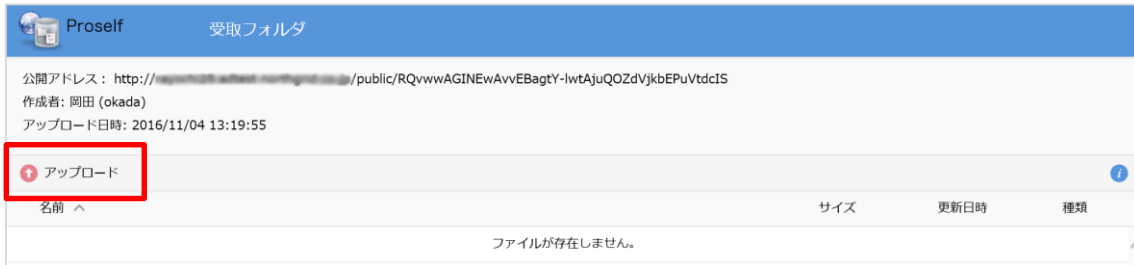 Proself 受取フォルダ
公開アドレス： http:// /public/RQvwwAGINEwAvvEBagtY-lwtAjuQOZdVjkbEPuVtdcIS
作成者: 岡田 (okada)
アップロード日時: 2016/11/04 13:19:55
アップロード
名前 サイズ 更新日時 種類
ファイルが存在しません。